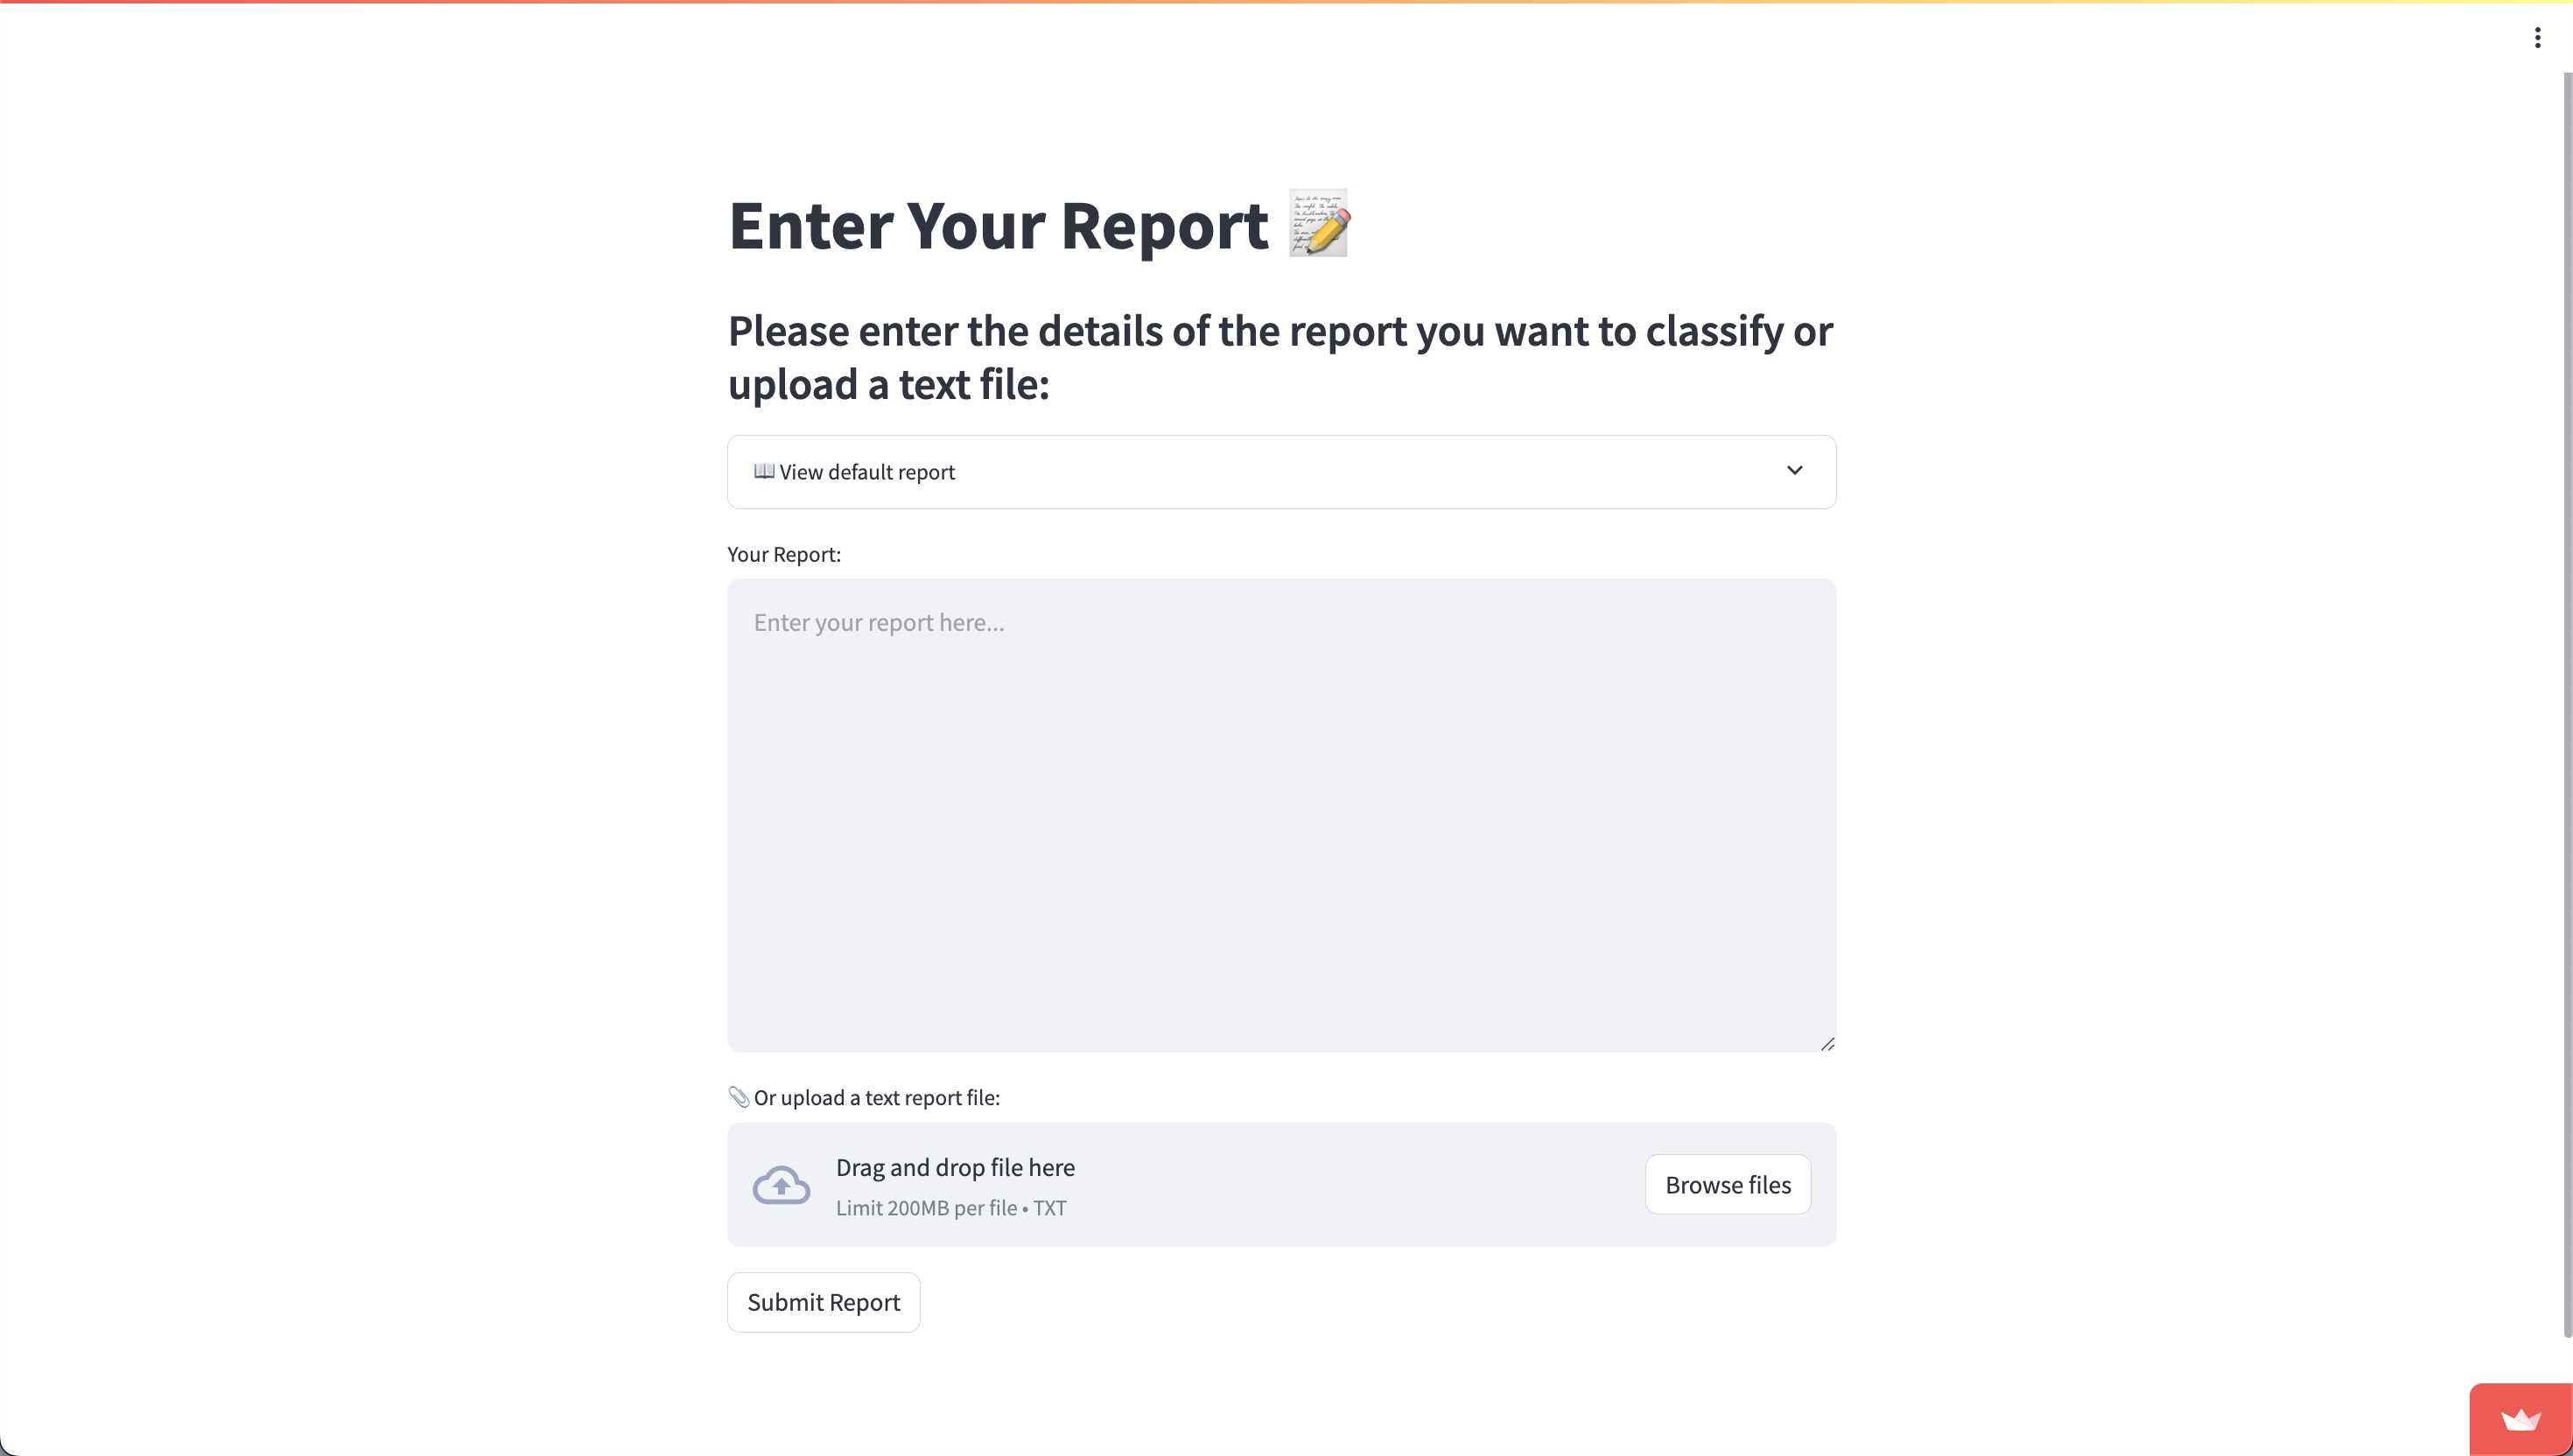 Enter Your Report
Please enter the details of the report you want to classify or
upload a text file:
View default report
Your Report:
Enter your report here...
Or upload a text report file:
Drag and drop file here
Limit 200MB per file • TXT
Browse files
Submit Report